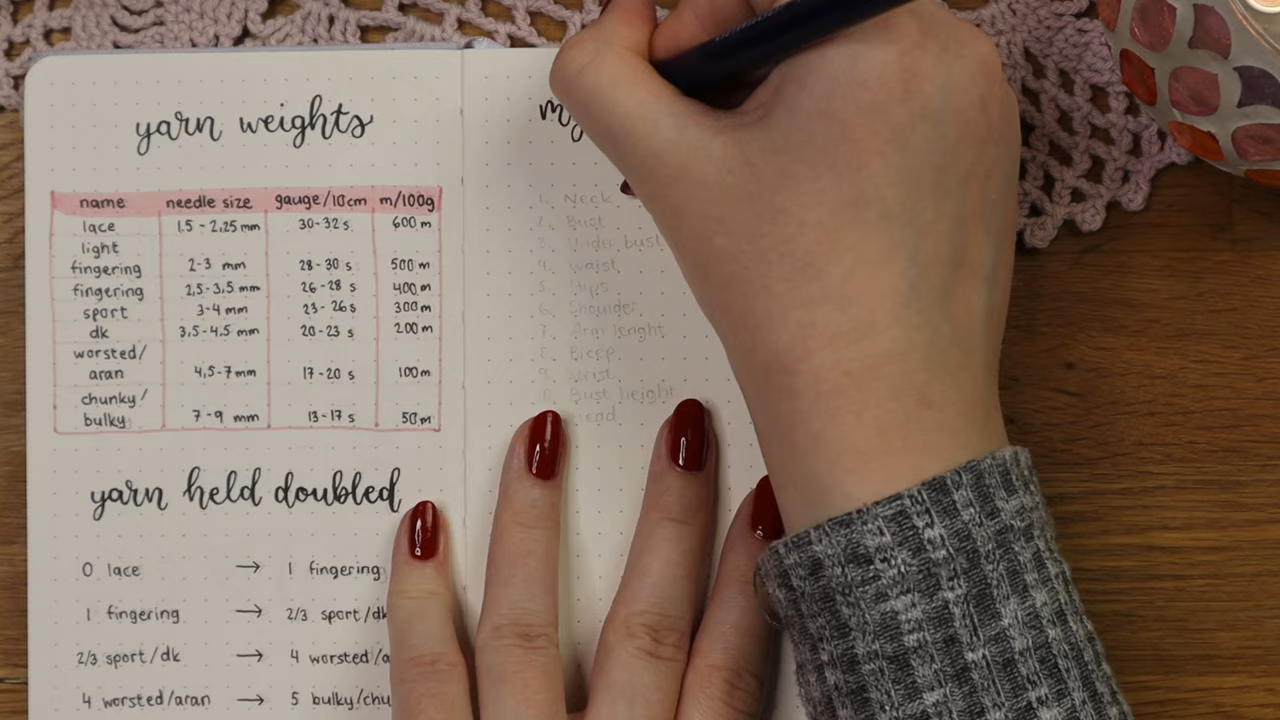 yarn weights
name needle size gauge/10cm m/100g
lace 1.5 - 2,25 mm 30-32 s 600 m
light
fingering 2-3 mm 28-30 s 500 m
fingering 2,5-3,5 mm 26-28 s 400 m
sport 3-4 mm 23-26 s 300 m
dk 3,5-4,5 mm 20-23 s 200 m
worsted/
aran 4,5-7 mm 17-20 s 100 m
chunky/
bulky 7-9 mm 13-17 s 50 m
yarn held doubled
0 lace → 1 fingering
1 fingering → 2/3 sport/dk
2/3 sport/dk → 4 worsted/a
4 worsted/aran → 5 bulky/chu
my
1. Neck
2. Bust
3. Under bust
4. Waist
5. Hips
6. Shoulder
7. Arm lenght
8. Bicep
9. Wrist
Bust height